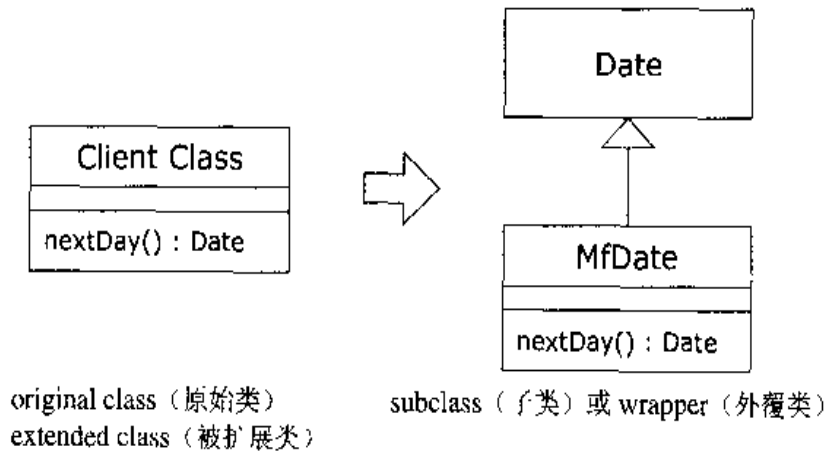 Client Class
nextDay() : Date
Date
MfDate
nextDay() : Date
original class（原始类）
extended class（被扩展类）
subclass（子类）或 wrapper（外覆类）